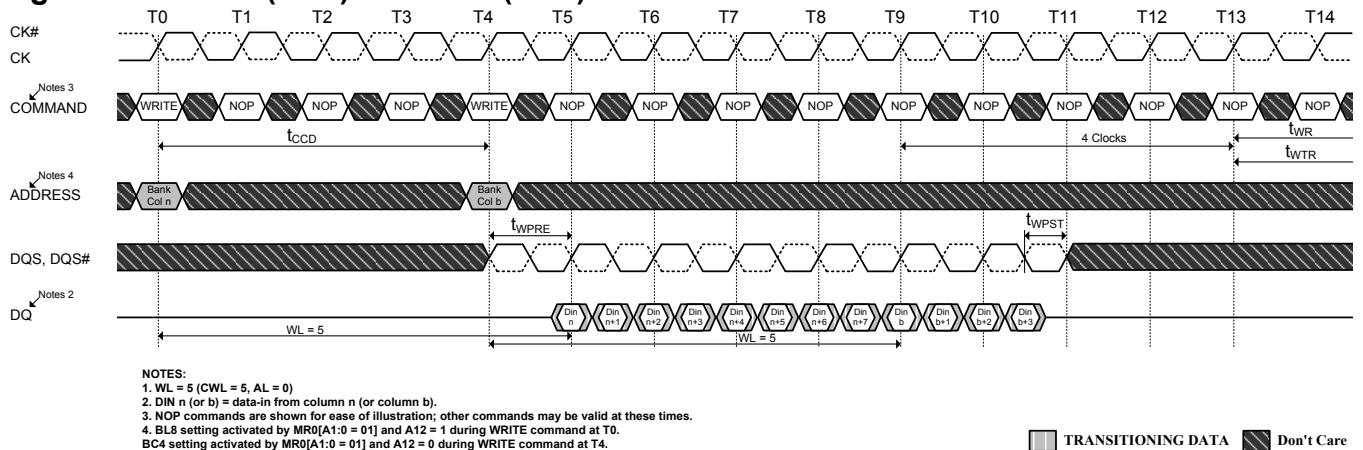 T0 T1 T2 T3 T4 T5 T6 T7 T8 T9 T10 T11 T12 T13 T14
CK#
CK
Notes 3
COMMAND
WRITE NOP NOP NOP WRITE NOP NOP NOP NOP NOP NOP NOP NOP NOP NOP
tCCD
4 Clocks
tWR
tWTR
Notes 4
ADDRESS
Bank Col n
Bank Col b
tWPRE
tWPST
DQS, DQS#
Notes 2
DQ
Din n Din n+1 Din n+2 Din n+3 Din n+4 Din n+5 Din n+6 Din n+7 Din b Din b+1 Din b+2 Din b+3
WL = 5
WL = 5
NOTES:
1. WL = 5 (CWL = 5, AL = 0)
2. DIN n (or b) = data-in from column n (or column b).
3. NOP commands are shown for ease of illustration; other commands may be valid at these times.
4. BL8 setting activated by MR0[A1:0 = 01] and A12 = 1 during WRITE command at T0.
BC4 setting activated by MR0[A1:0 = 01] and A12 = 0 during WRITE command at T4.
TRANSITIONING DATA
Don't Care